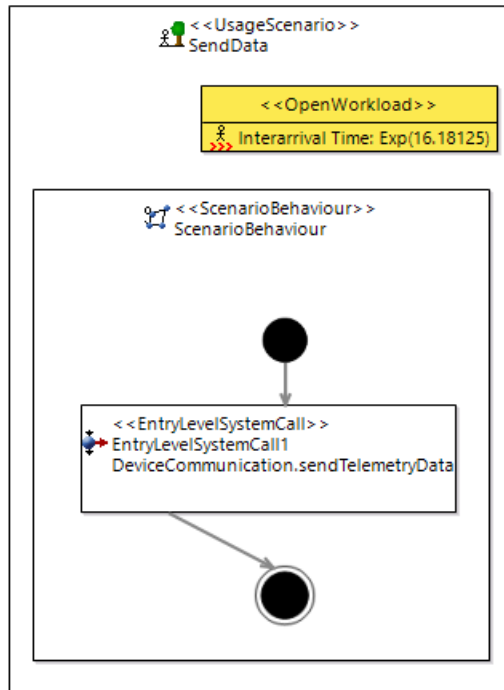 <<UsageScenario>>
SendData
<<OpenWorkload>>
Interarrival Time: Exp(16.18125)
<<ScenarioBehaviour>>
ScenarioBehaviour
<<EntryLevelSystemCall>>
EntryLevelSystemCall1
DeviceCommunication.sendTelemetryData